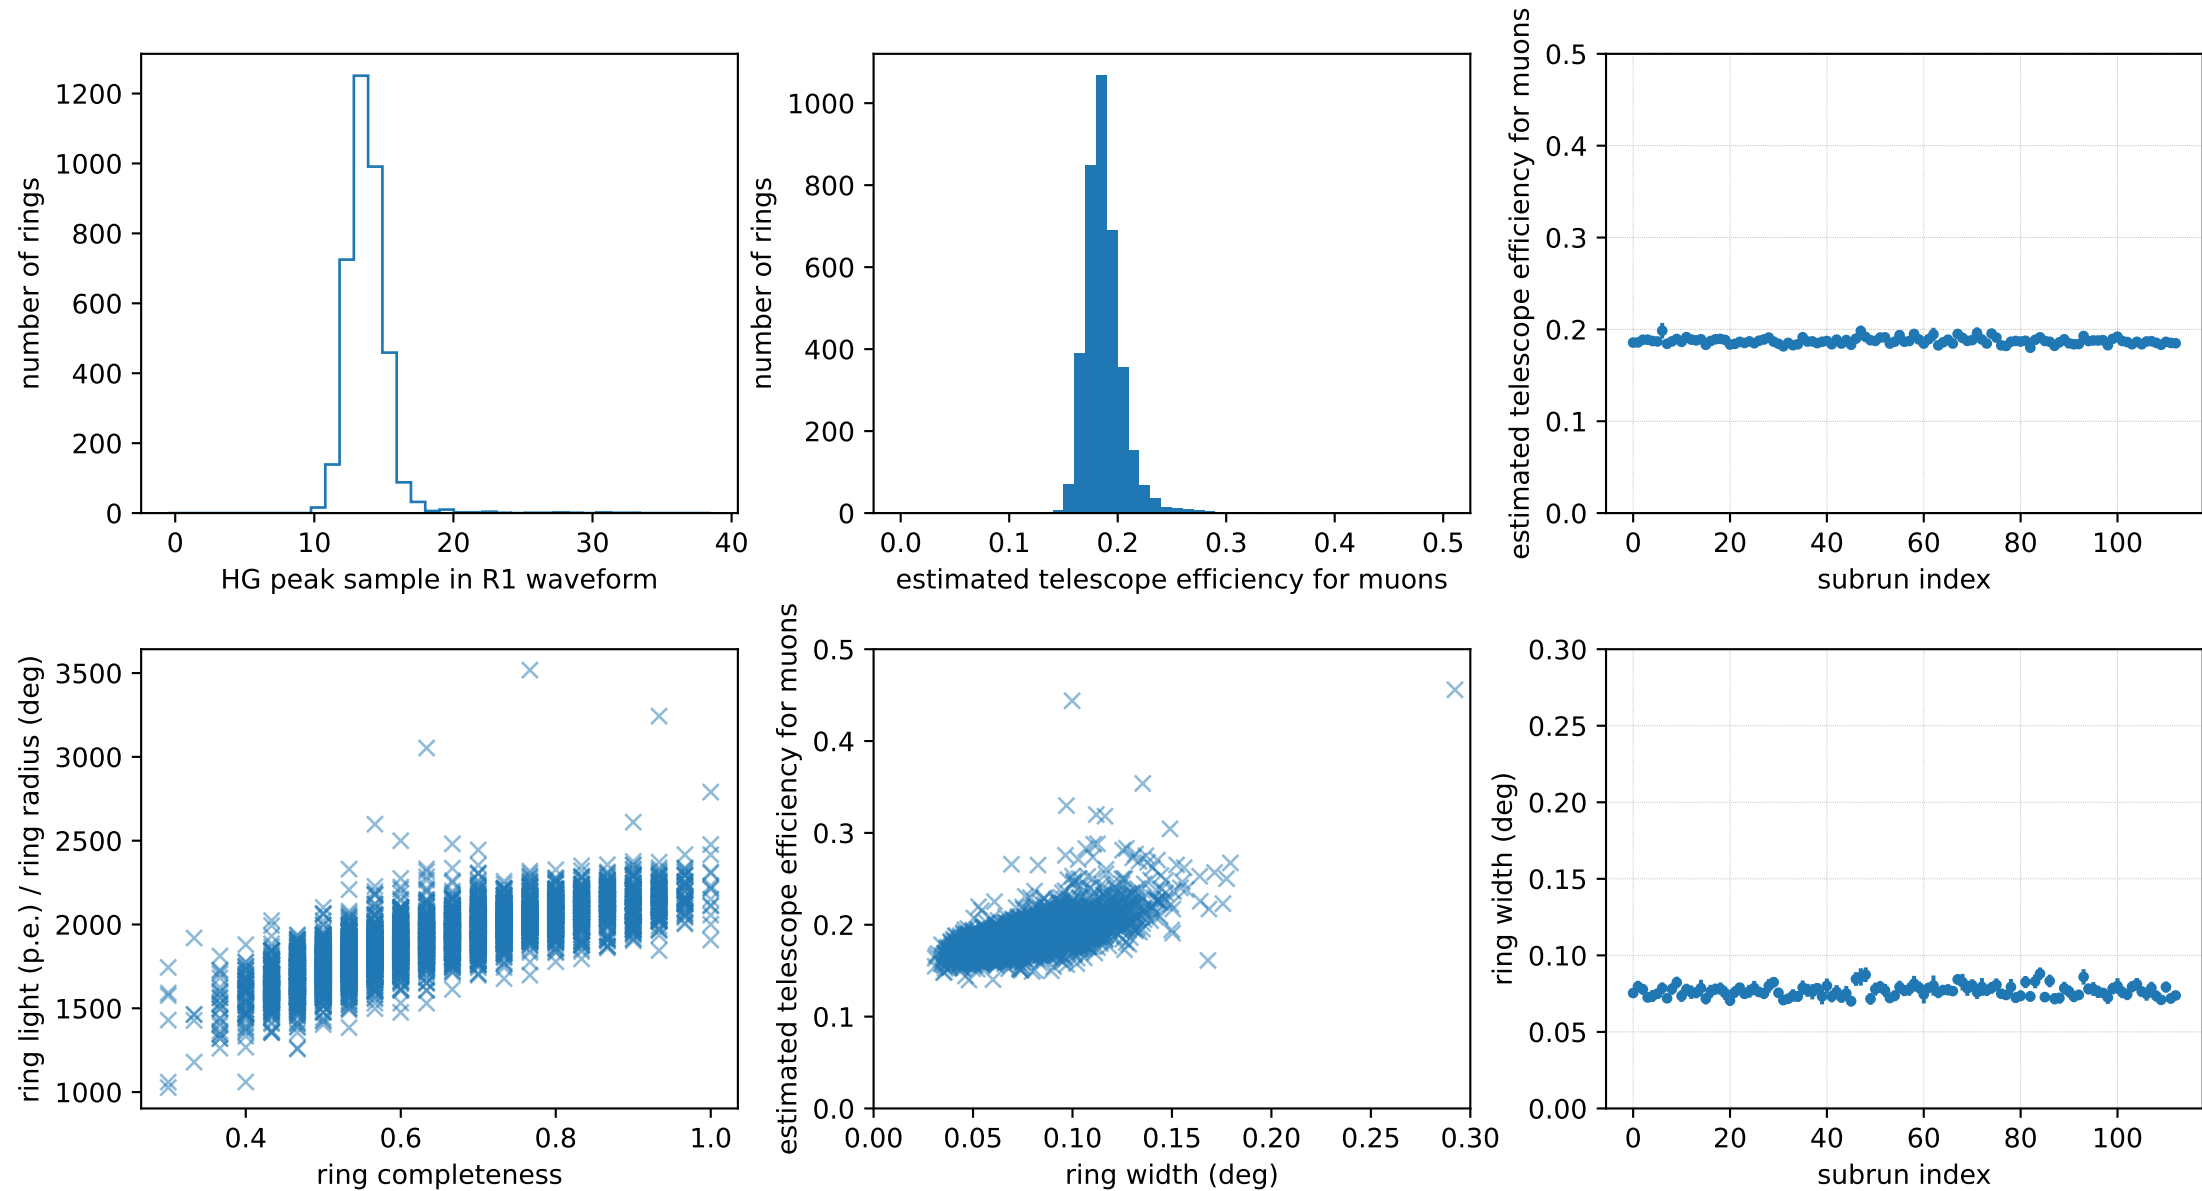 number of rings
1200
1000
800
600
400
200
0
0 10 20 30 40
HG peak sample in R1 waveform
number of rings
1000
800
600
400
200
0
0.0 0.1 0.2 0.3 0.4 0.5
estimated telescope efficiency for muons
estimated telescope efficiency for muons
0.5
0.4
0.3
0.2
0.1
0.0
0 20 40 60 80 100
subrun index
ring light (p.e.) / ring radius (deg)
3500
3000
2500
2000
1500
1000
0.4 0.6 0.8 1.0
ring completeness
estimated telescope efficiency for muons
0.5
0.4
0.3
0.2
0.1
0.0
0.00 0.05 0.10 0.15 0.20 0.25 0.30
ring width (deg)
ring width (deg)
0.30
0.25
0.20
0.15
0.10
0.05
0.00
0 20 40 60 80 100
subrun index